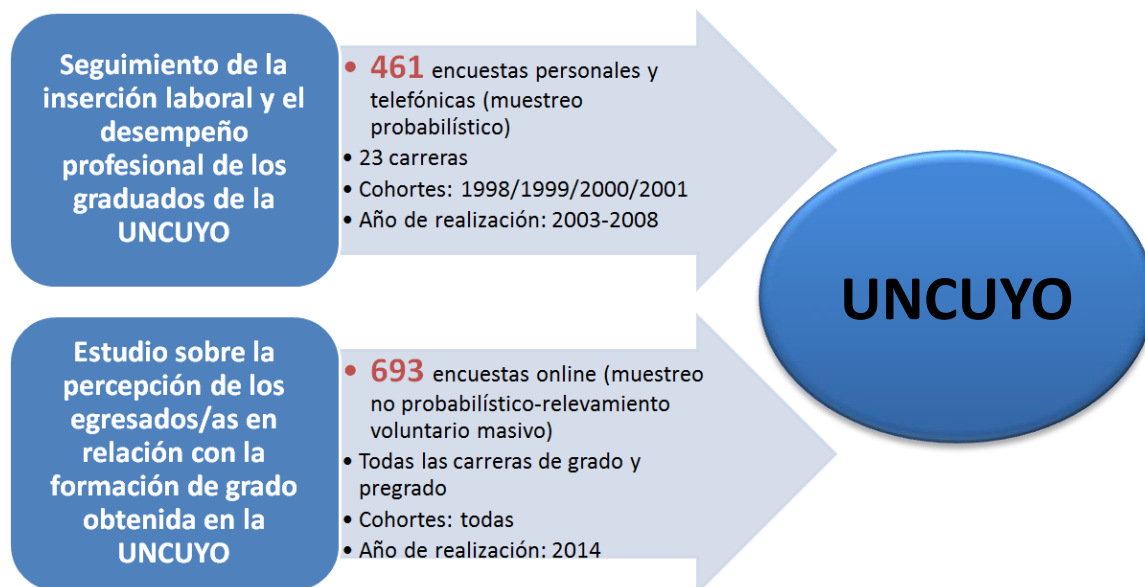 Seguimiento de la
inserción laboral y el
desempeño
profesional de los
graduados de la
UNCUYO
• 461 encuestas personales y
telefónicas (muestreo
probabilístico)
• 23 carreras
• Cohortes: 1998/1999/2000/2001
• Año de realización: 2003-2008
UNCUYO
Estudio sobre la
percepción de los
egresados/as en
relación con la
formación de grado
obtenida en la
UNCUYO
• 693 encuestas online (muestreo
no probabilístico-relevamiento
voluntario masivo)
• Todas las carreras de grado y
pregrado
• Cohortes: todas
• Año de realización: 2014